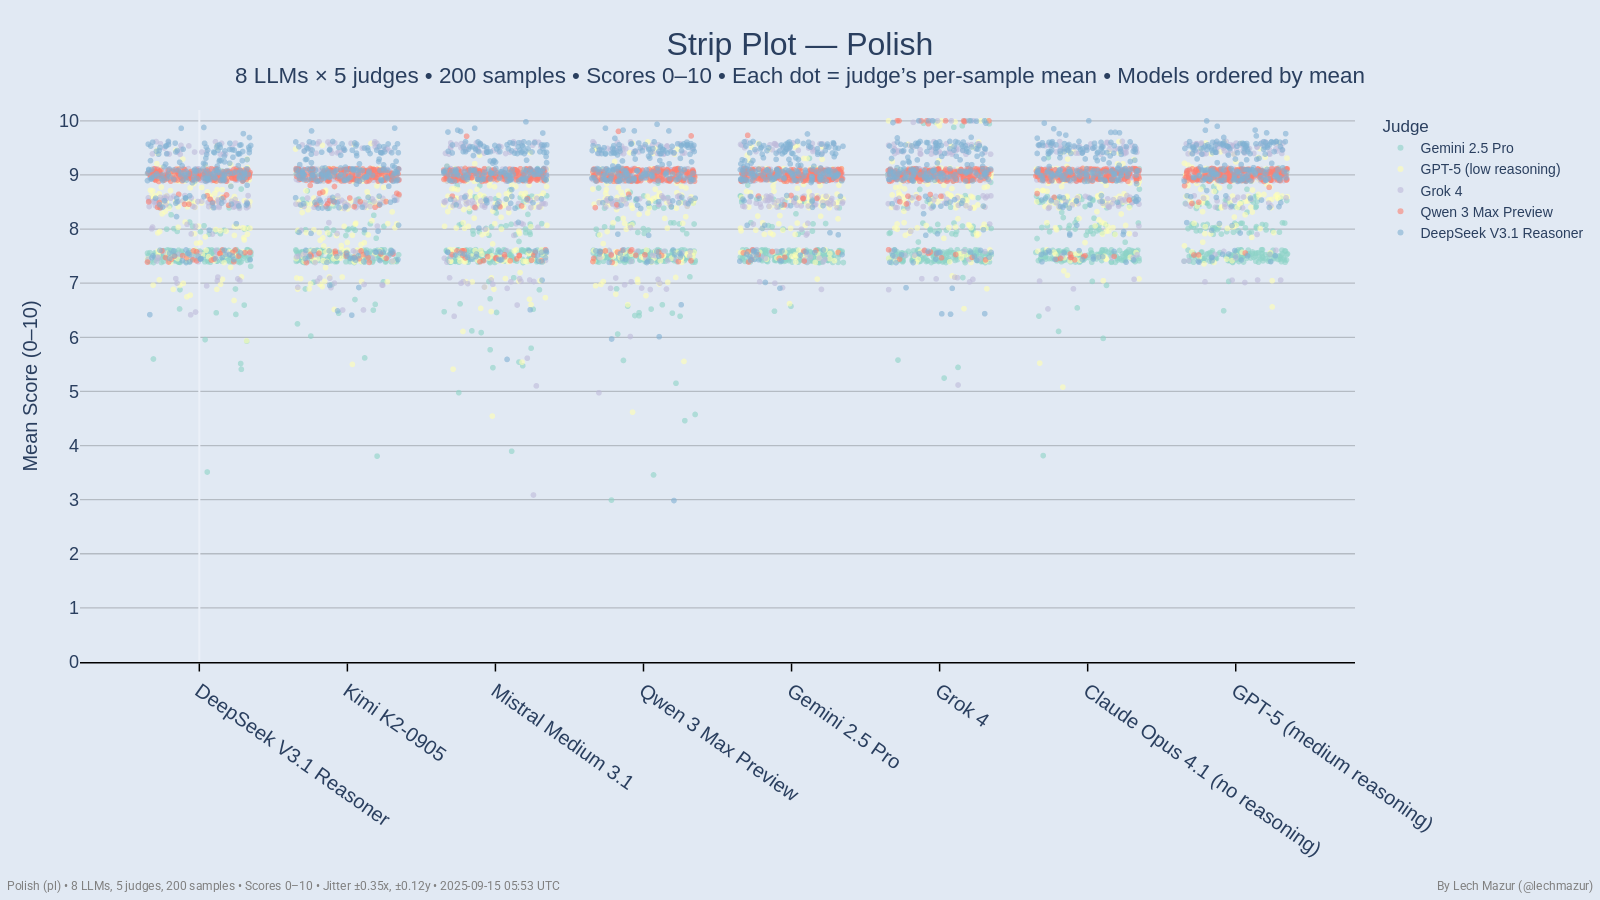 Strip Plot — Polish
8 LLMs × 5 judges • 200 samples • Scores 0–10 • Each dot = judge’s per-sample mean • Models ordered by mean
Judge
Gemini 2.5 Pro
GPT-5 (low reasoning)
Grok 4
Qwen 3 Max Preview
DeepSeek V3.1 Reasoner
Mean Score (0–10)
10
9
8
7
6
5
4
3
2
1
0
DeepSeek V3.1 Reasoner
Kimi K2-0905
Mistral Medium 3.1
Qwen 3 Max Preview
Gemini 2.5 Pro
Grok 4
Claude Opus 4.1 (no reasoning)
GPT-5 (medium reasoning)
Polish (pl) • 8 LLMs, 5 judges, 200 samples • Scores 0–10 • Jitter ±0.35x, ±0.12y • 2025-09-15 05:53 UTC
By Lech Mazur (@lechmazur)